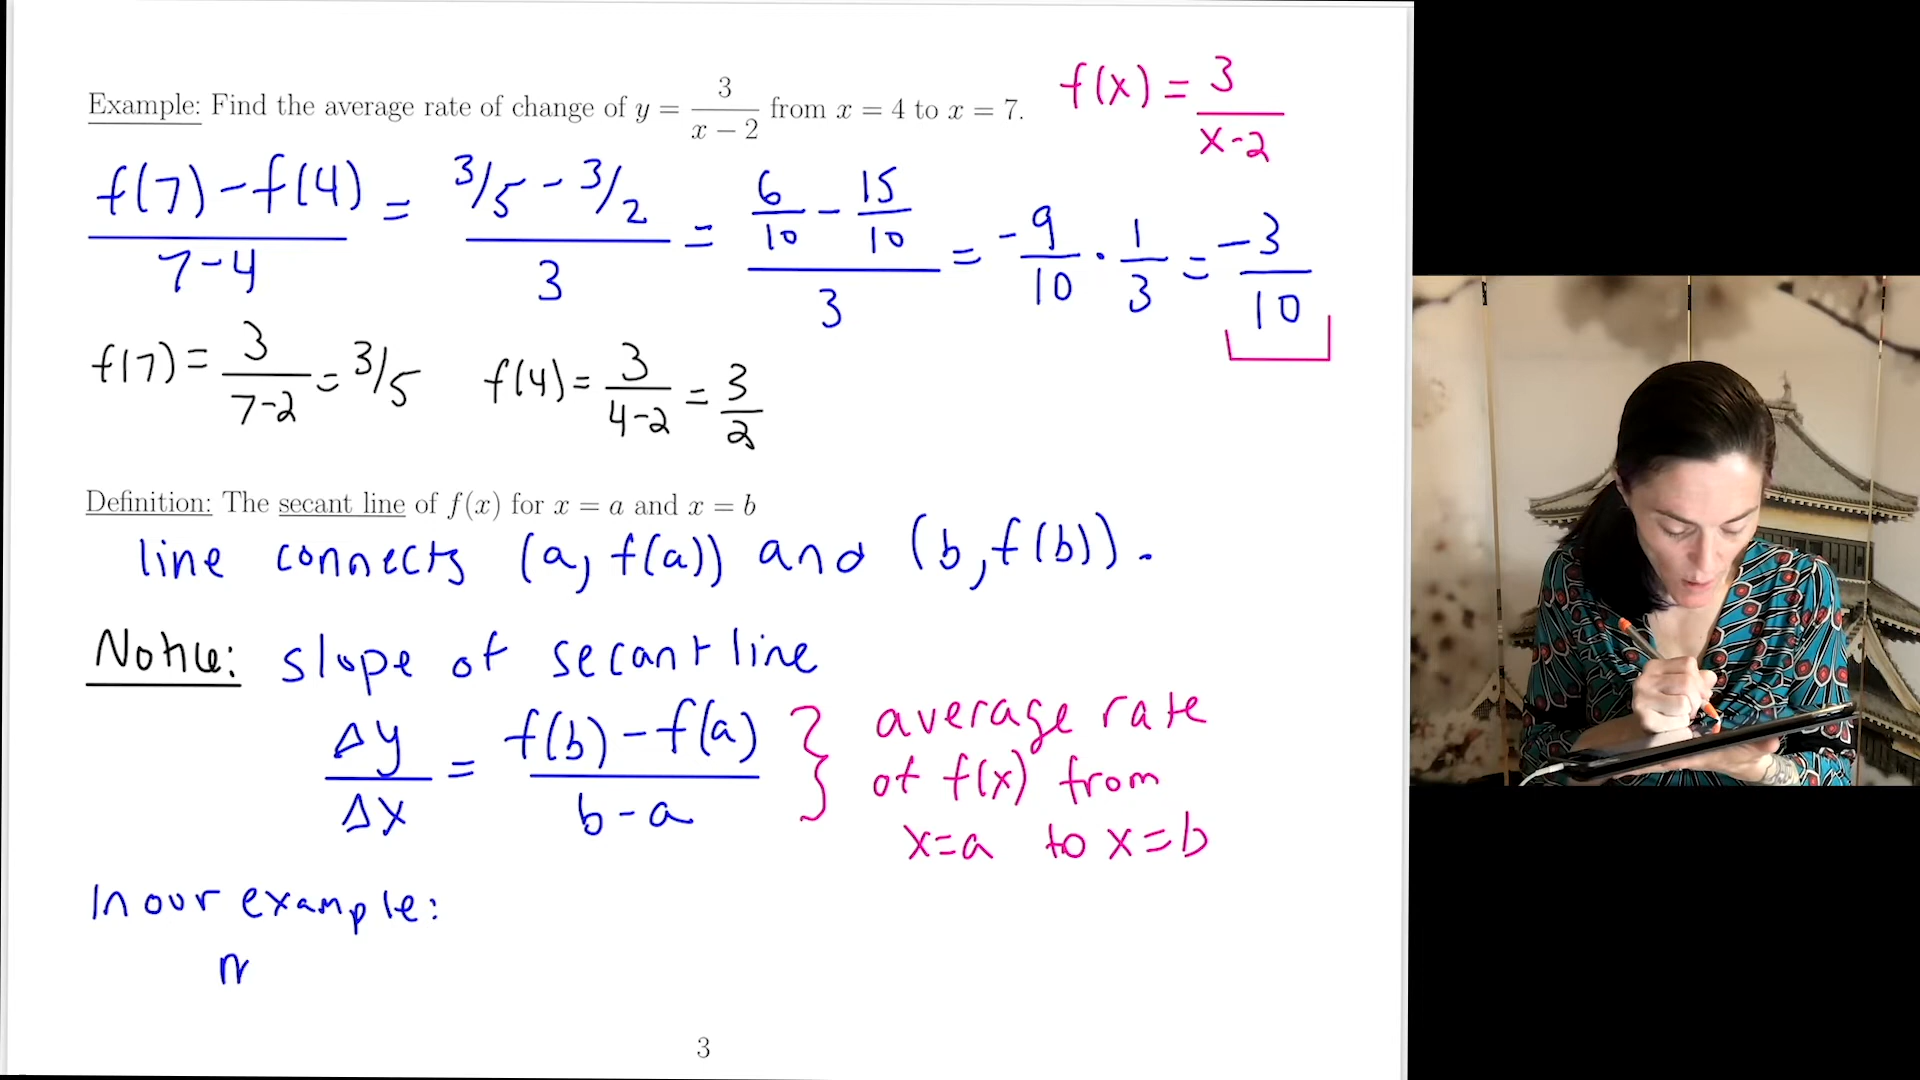 Example: Find the average rate of change of y = 3/(x − 2) from x = 4 to x = 7.
f(x) = 3/(x-2)
(f(7) - f(4))/(7-4) = (3/5 - 3/2)/3 = (6/10 - 15/10)/3 = -9/10 · 1/3 = -3/10
f(7) = 3/(7-2) = 3/5 f(4) = 3/(4-2) = 3/2
Definition: The secant line of f(x) for x = a and x = b
line connects (a, f(a)) and (b, f(b)).
Notice: slope of secant line
Δy/Δx = (f(b) - f(a))/(b-a) } average rate
of f(x) from
x=a to x=b
In our example:
m
3